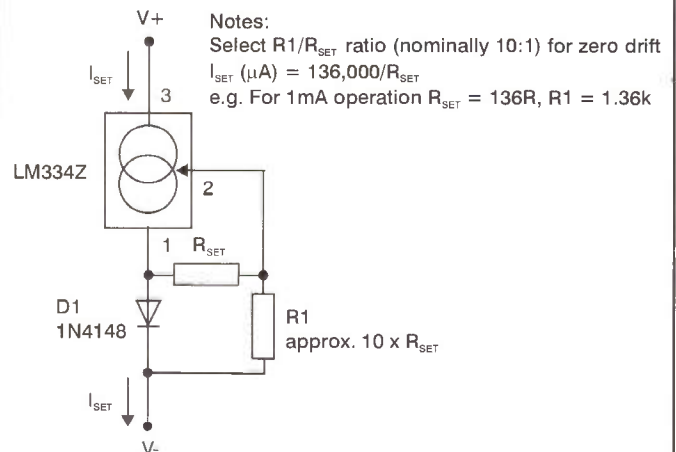 V+
Notes:
Select R1/RSET ratio (nominally 10:1) for zero drift
ISET (μA) = 136,000/RSET
e.g. For 1mA operation RSET = 136R, R1 = 1.36k
ISET
3
LM334Z
2
1
RSET
D1
1N4148
R1
approx. 10 x RSET
ISET
V-